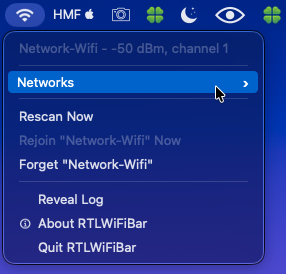 HMF
Network-Wifi - -50 dBm, channel 1
Networks
Rescan Now
Rejoin "Network-Wifi" Now
Forget "Network-Wifi"
Reveal Log
About RTLWiFiBar
Quit RTLWiFiBar